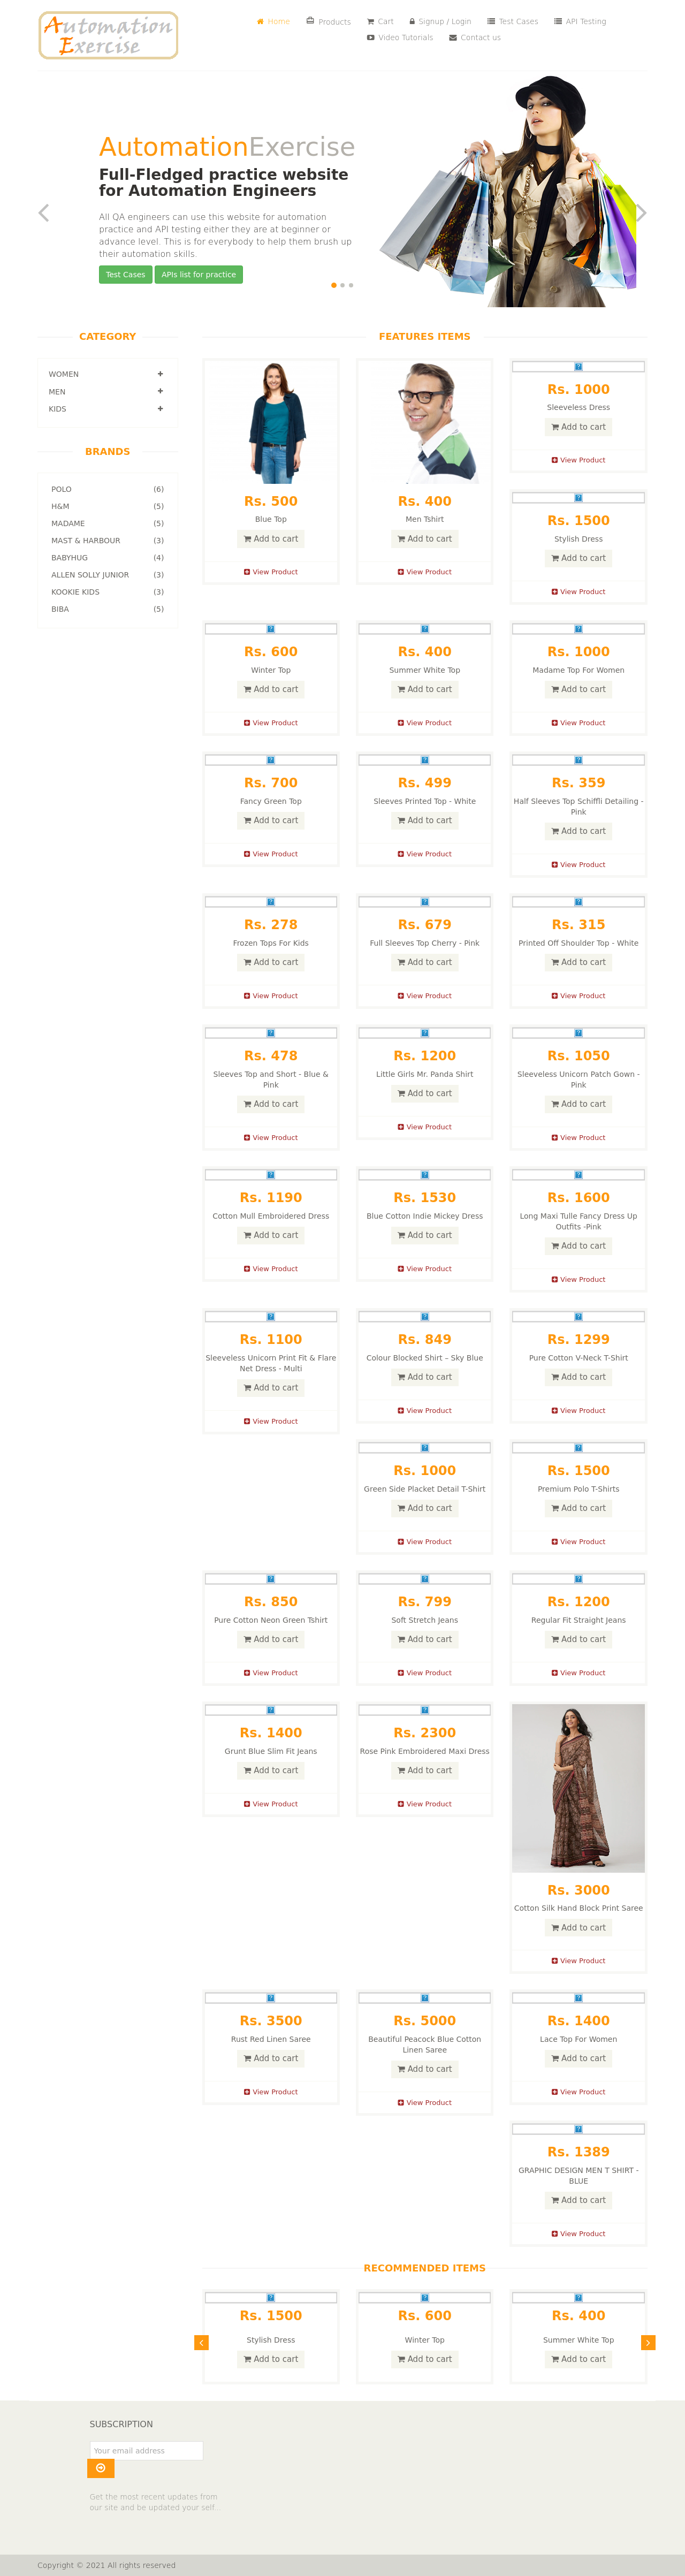 Automation
Exercise
Home
Products
Cart
Signup / Login
Test Cases
API Testing
Video Tutorials
Contact us
AutomationExercise
Full-Fledged practice website
for Automation Engineers
All QA engineers can use this website for automation
practice and API testing either they are at beginner or
advance level. This is for everybody to help them brush up
their automation skills.
Test Cases
APIs list for practice
CATEGORY
WOMEN
MEN
KIDS
BRANDS
POLO (6)
H&M (5)
MADAME (5)
MAST & HARBOUR (3)
BABYHUG (4)
ALLEN SOLLY JUNIOR (3)
KOOKIE KIDS (3)
BIBA (5)
FEATURES ITEMS
Rs. 500
Blue Top
Add to cart
View Product
Rs. 400
Men Tshirt
Add to cart
View Product
Rs. 1000
Sleeveless Dress
Add to cart
View Product
Rs. 1500
Stylish Dress
Add to cart
View Product
Rs. 600
Winter Top
Add to cart
View Product
Rs. 400
Summer White Top
Add to cart
View Product
Rs. 1000
Madame Top For Women
Add to cart
View Product
Rs. 700
Fancy Green Top
Add to cart
View Product
Rs. 499
Sleeves Printed Top - White
Add to cart
View Product
Rs. 359
Half Sleeves Top Schiffli Detailing -
Pink
Add to cart
View Product
Rs. 278
Frozen Tops For Kids
Add to cart
View Product
Rs. 679
Full Sleeves Top Cherry - Pink
Add to cart
View Product
Rs. 315
Printed Off Shoulder Top - White
Add to cart
View Product
Rs. 478
Sleeves Top and Short - Blue &
Pink
Add to cart
View Product
Rs. 1200
Little Girls Mr. Panda Shirt
Add to cart
View Product
Rs. 1050
Sleeveless Unicorn Patch Gown -
Pink
Add to cart
View Product
Rs. 1190
Cotton Mull Embroidered Dress
Add to cart
View Product
Rs. 1530
Blue Cotton Indie Mickey Dress
Add to cart
View Product
Rs. 1600
Long Maxi Tulle Fancy Dress Up
Outfits -Pink
Add to cart
View Product
Rs. 1100
Sleeveless Unicorn Print Fit & Flare
Net Dress - Multi
Add to cart
View Product
Rs. 849
Colour Blocked Shirt – Sky Blue
Add to cart
View Product
Rs. 1299
Pure Cotton V-Neck T-Shirt
Add to cart
View Product
Rs. 1000
Green Side Placket Detail T-Shirt
Add to cart
View Product
Rs. 1500
Premium Polo T-Shirts
Add to cart
View Product
Rs. 850
Pure Cotton Neon Green Tshirt
Add to cart
View Product
Rs. 799
Soft Stretch Jeans
Add to cart
View Product
Rs. 1200
Regular Fit Straight Jeans
Add to cart
View Product
Rs. 1400
Grunt Blue Slim Fit Jeans
Add to cart
View Product
Rs. 2300
Rose Pink Embroidered Maxi Dress
Add to cart
View Product
Rs. 3000
Cotton Silk Hand Block Print Saree
Add to cart
View Product
Rs. 3500
Rust Red Linen Saree
Add to cart
View Product
Rs. 5000
Beautiful Peacock Blue Cotton
Linen Saree
Add to cart
View Product
Rs. 1400
Lace Top For Women
Add to cart
View Product
Rs. 1389
GRAPHIC DESIGN MEN T SHIRT -
BLUE
Add to cart
View Product
RECOMMENDED ITEMS
Rs. 1500
Stylish Dress
Add to cart
Rs. 600
Winter Top
Add to cart
Rs. 400
Summer White Top
Add to cart
SUBSCRIPTION
Your email address
Get the most recent updates from
our site and be updated your self...
Copyright © 2021 All rights reserved